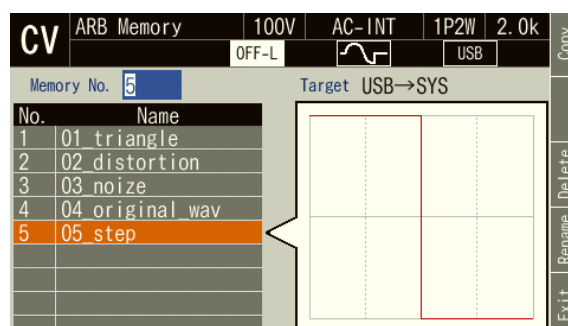 CV
ARB Memory
100V
AC-INT
1P2W
2.0k
OFF-L
USB
Copy
Memory No. 5
Target USB→SYS
No. Name
1 01_triangle
2 02_distortion
3 03_noize
4 04_original_wav
5 05_step
Delete
Rename
Exit